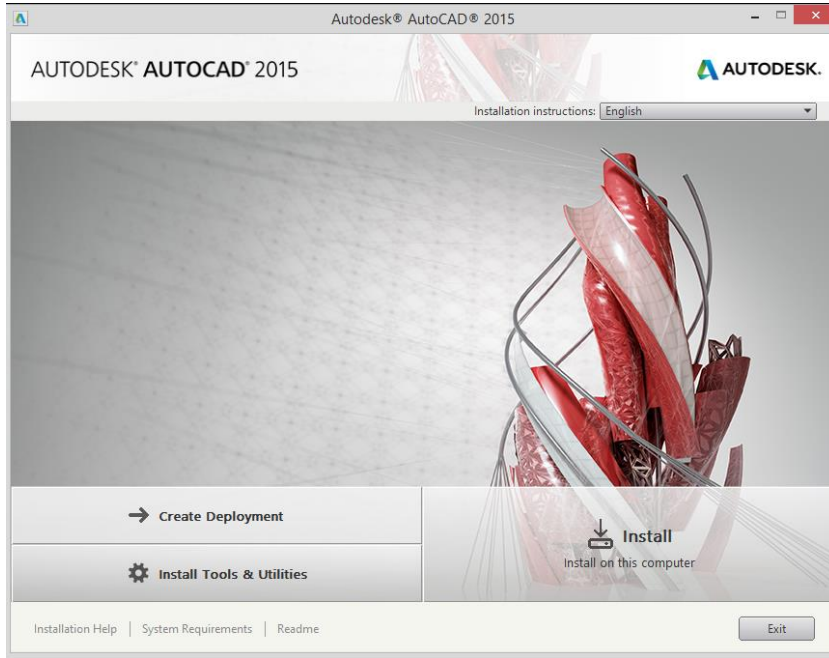 Autodesk® AutoCAD® 2015
AUTODESK® AUTOCAD® 2015
AUTODESK.
Installation instructions: English
Create Deployment
Install Tools & Utilities
Install
Install on this computer
Installation Help | System Requirements | Readme
Exit